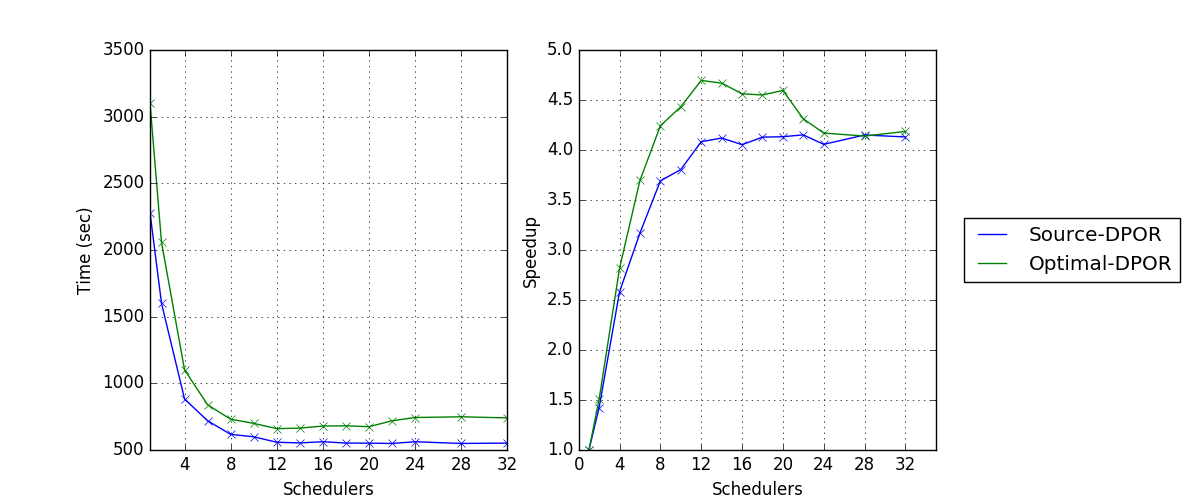 3500
3000
2500
2000
1500
1000
500
Time (sec)
4 8 12 16 20 24 28 32
Schedulers
5.0
4.5
4.0
3.5
3.0
2.5
2.0
1.5
1.0
Speedup
0 4 8 12 16 20 24 28 32
Schedulers
Source-DPOR
Optimal-DPOR